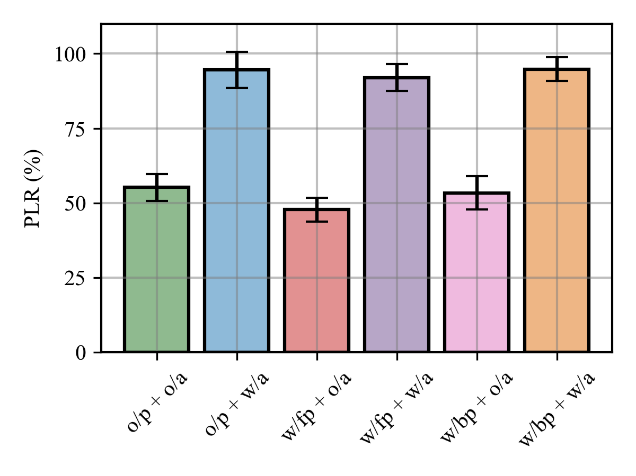 100
75
50
25
0
PLR (%)
o/p + o/a
o/p + w/a
w/fp + o/a
w/fp + w/a
w/bp + o/a
w/bp + w/a